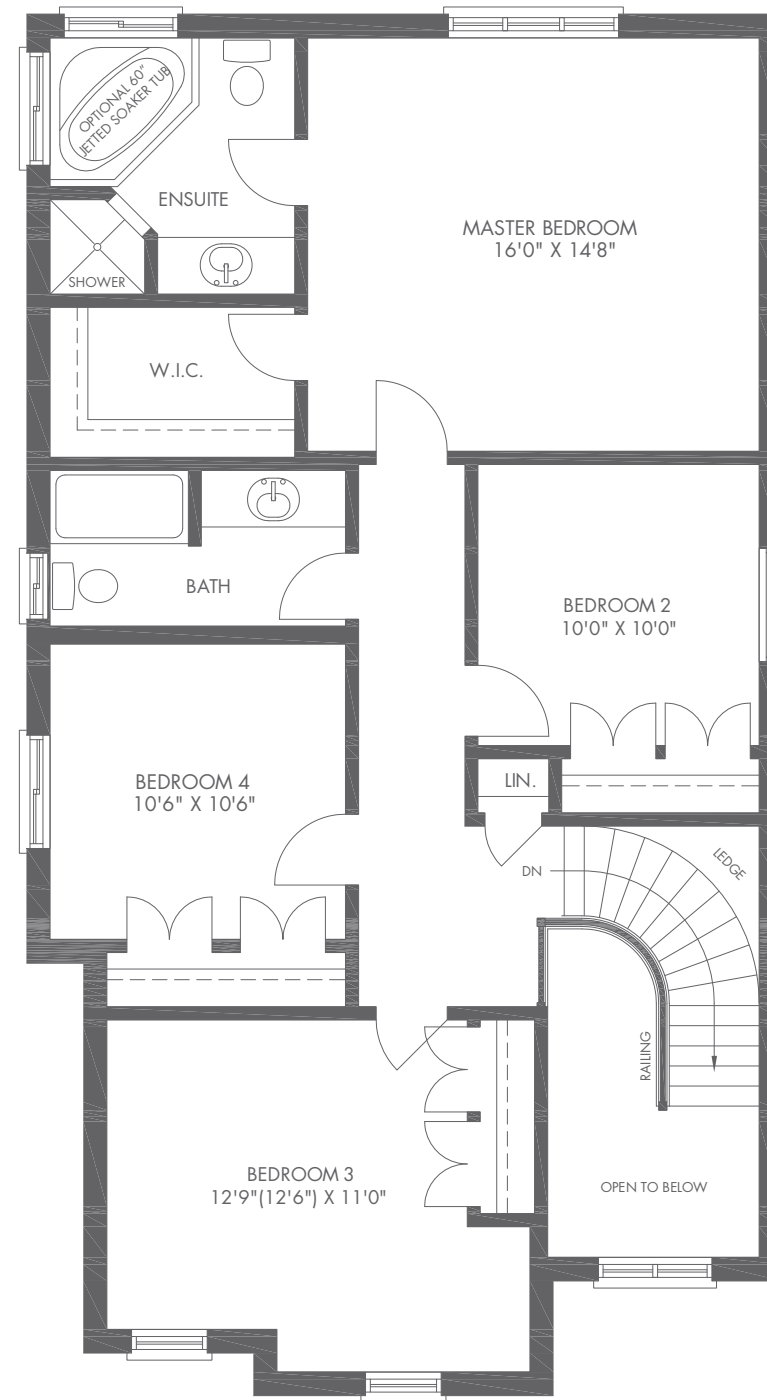 OPTIONAL 60"
JETTED SOAKER TUB
ENSUITE
SHOWER
MASTER BEDROOM
16'0" X 14'8"
W.I.C.
BATH
BEDROOM 2
10'0" X 10'0"
BEDROOM 4
10'6" X 10'6"
LIN.
DN
LEDGE
RAILING
BEDROOM 3
12'9"(12'6") X 11'0"
OPEN TO BELOW